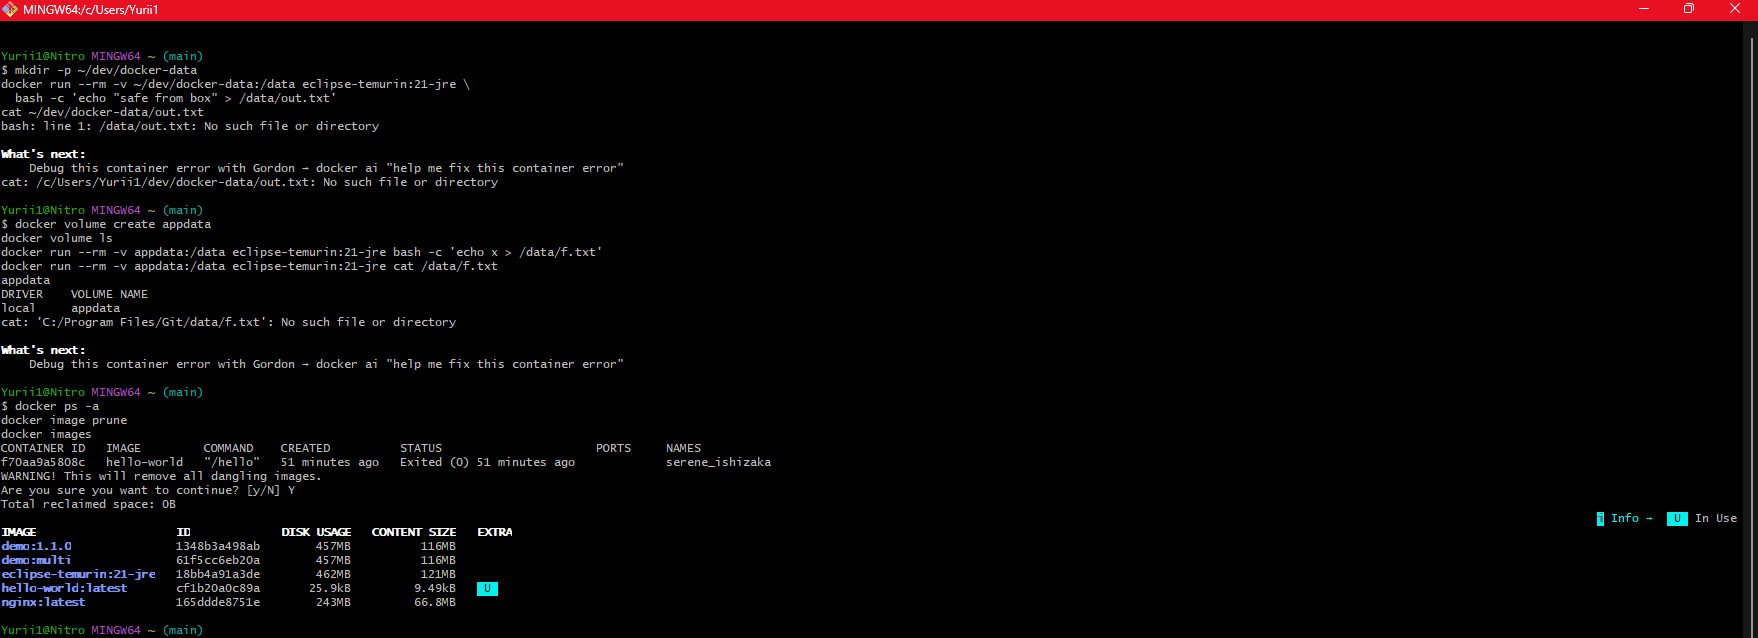 MINGW64:/c/Users/Yurii1
Yurii1@Nitro MINGW64 ~ (main)
$ mkdir -p ~/dev/docker-data
docker run --rm -v ~/dev/docker-data:/data eclipse-temurin:21-jre \
  bash -c 'echo "safe from box" > /data/out.txt'
cat ~/dev/docker-data/out.txt
bash: line 1: /data/out.txt: No such file or directory
What's next:
    Debug this container error with Gordon → docker ai "help me fix this container error"
cat: /c/Users/Yurii1/dev/docker-data/out.txt: No such file or directory
Yurii1@Nitro MINGW64 ~ (main)
$ docker volume create appdata
docker volume ls
docker run --rm -v appdata:/data eclipse-temurin:21-jre bash -c 'echo x > /data/f.txt'
docker run --rm -v appdata:/data eclipse-temurin:21-jre cat /data/f.txt
appdata
DRIVER    VOLUME NAME
local     appdata
cat: 'C:/Program Files/Git/data/f.txt': No such file or directory
What's next:
    Debug this container error with Gordon → docker ai "help me fix this container error"
Yurii1@Nitro MINGW64 ~ (main)
$ docker ps -a
docker image prune
docker images
CONTAINER ID   IMAGE         COMMAND    CREATED          STATUS                      PORTS     NAMES
f70aa9a5808c   hello-world   "/hello"   51 minutes ago   Exited (0) 51 minutes ago             serene_ishizaka
WARNING! This will remove all dangling images.
Are you sure you want to continue? [y/N] Y
Total reclaimed space: 0B
i Info →   U  In Use
IMAGE                    ID             DISK USAGE   CONTENT SIZE   EXTRA
demo:1.1.0               1348b3a498ab        457MB          116MB
demo:multi               61f5cc6eb20a        457MB          116MB
eclipse-temurin:21-jre   18bb4a91a3de        462MB          121MB
hello-world:latest       cf1b20a0c89a       25.9kB         9.49kB    U
nginx:latest             165ddde8751e        243MB         66.8MB
Yurii1@Nitro MINGW64 ~ (main)